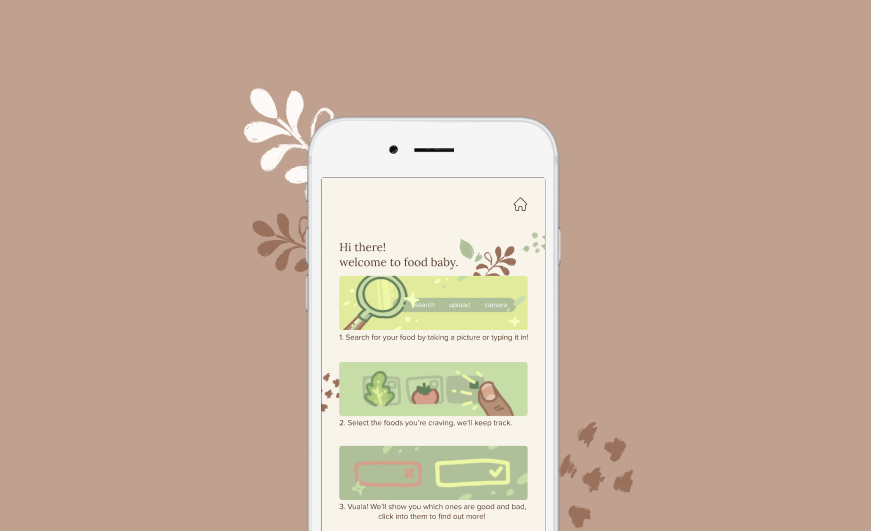 Hi there!
welcome to food baby.
search upload camera
1. Search for your food by taking a picture or typing it in!
2. Select the foods you're craving, we'll keep track.
3. Vuala! We'll show you which ones are good and bad,
click into them to find out more!